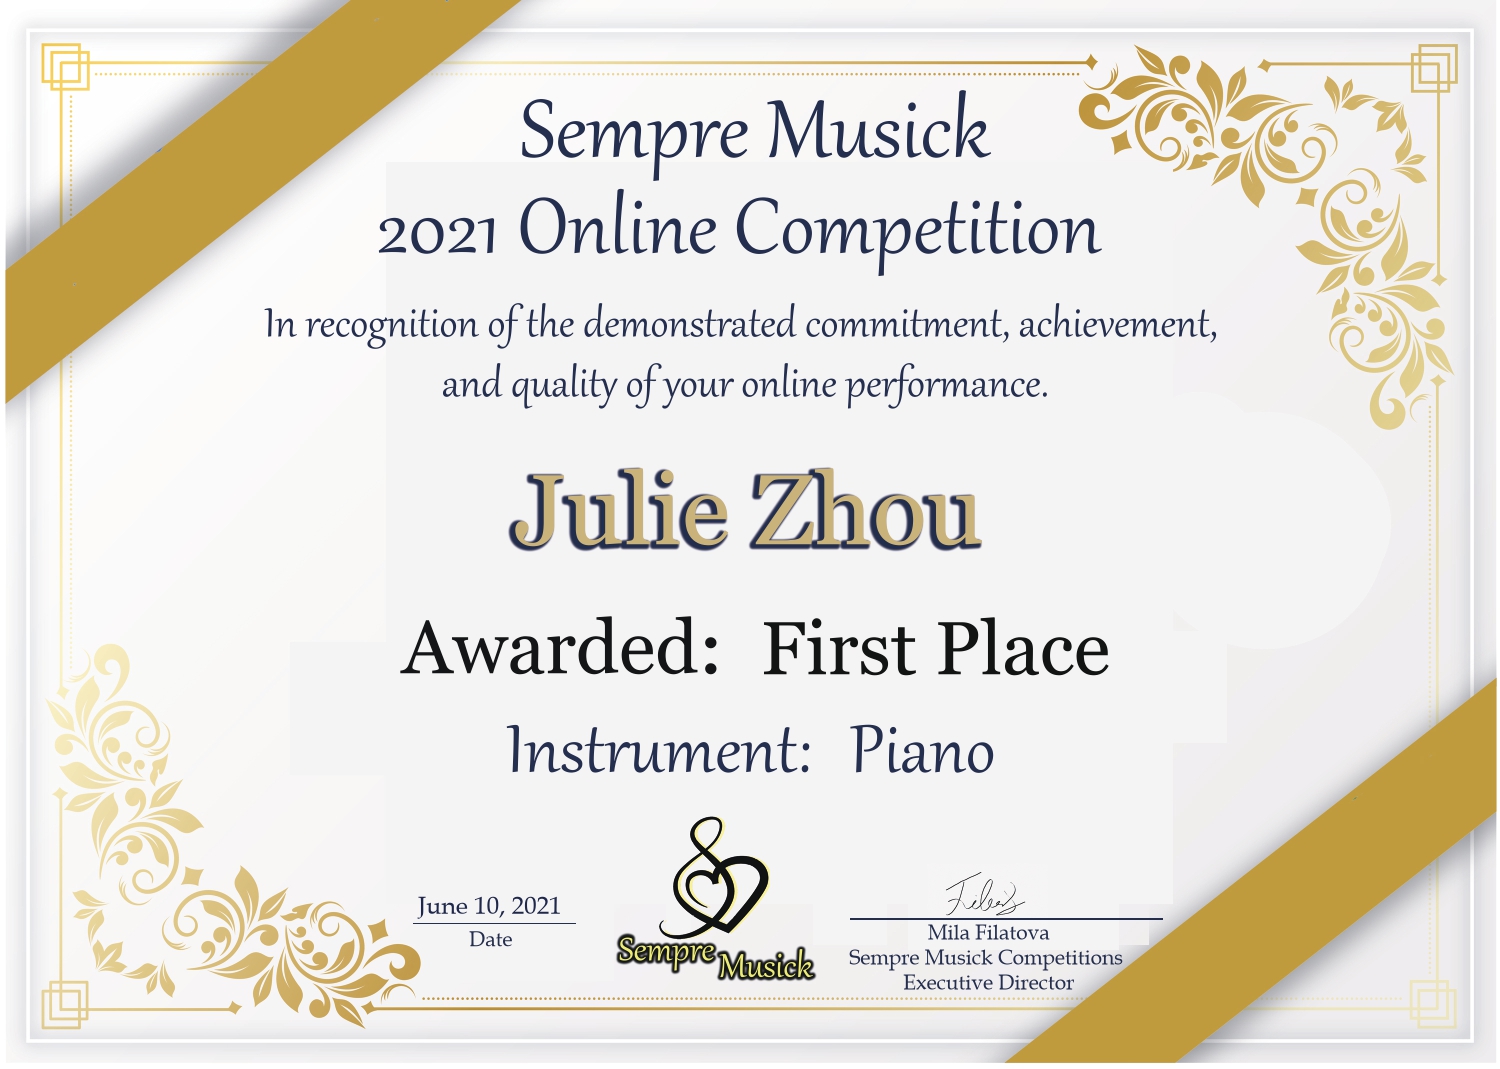 Sempre Musick
2021 Online Competition
In recognition of the demonstrated commitment, achievement,
and quality of your online performance.
Julie Zhou
Awarded: First Place
Instrument: Piano
June 10, 2021
Date
Sempre Musick
Mila Filatova
Sempre Musick Competitions
Executive Director